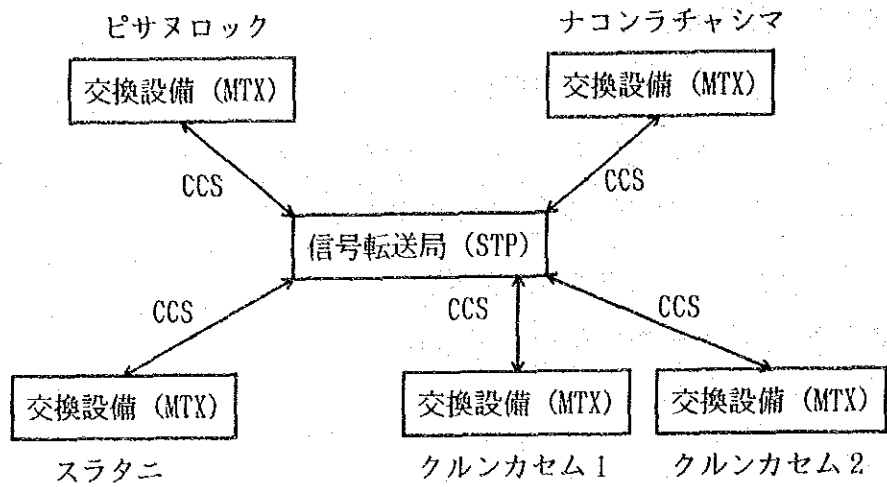 ピサヌロック
ナコンラチャシマ
交換設備 (MTX)
交換設備 (MTX)
CCS
CCS
信号転送局 (STP)
CCS
CCS
CCS
交換設備 (MTX)
交換設備 (MTX)
交換設備 (MTX)
スラタニ
クルンカセム1
クルンカセム2